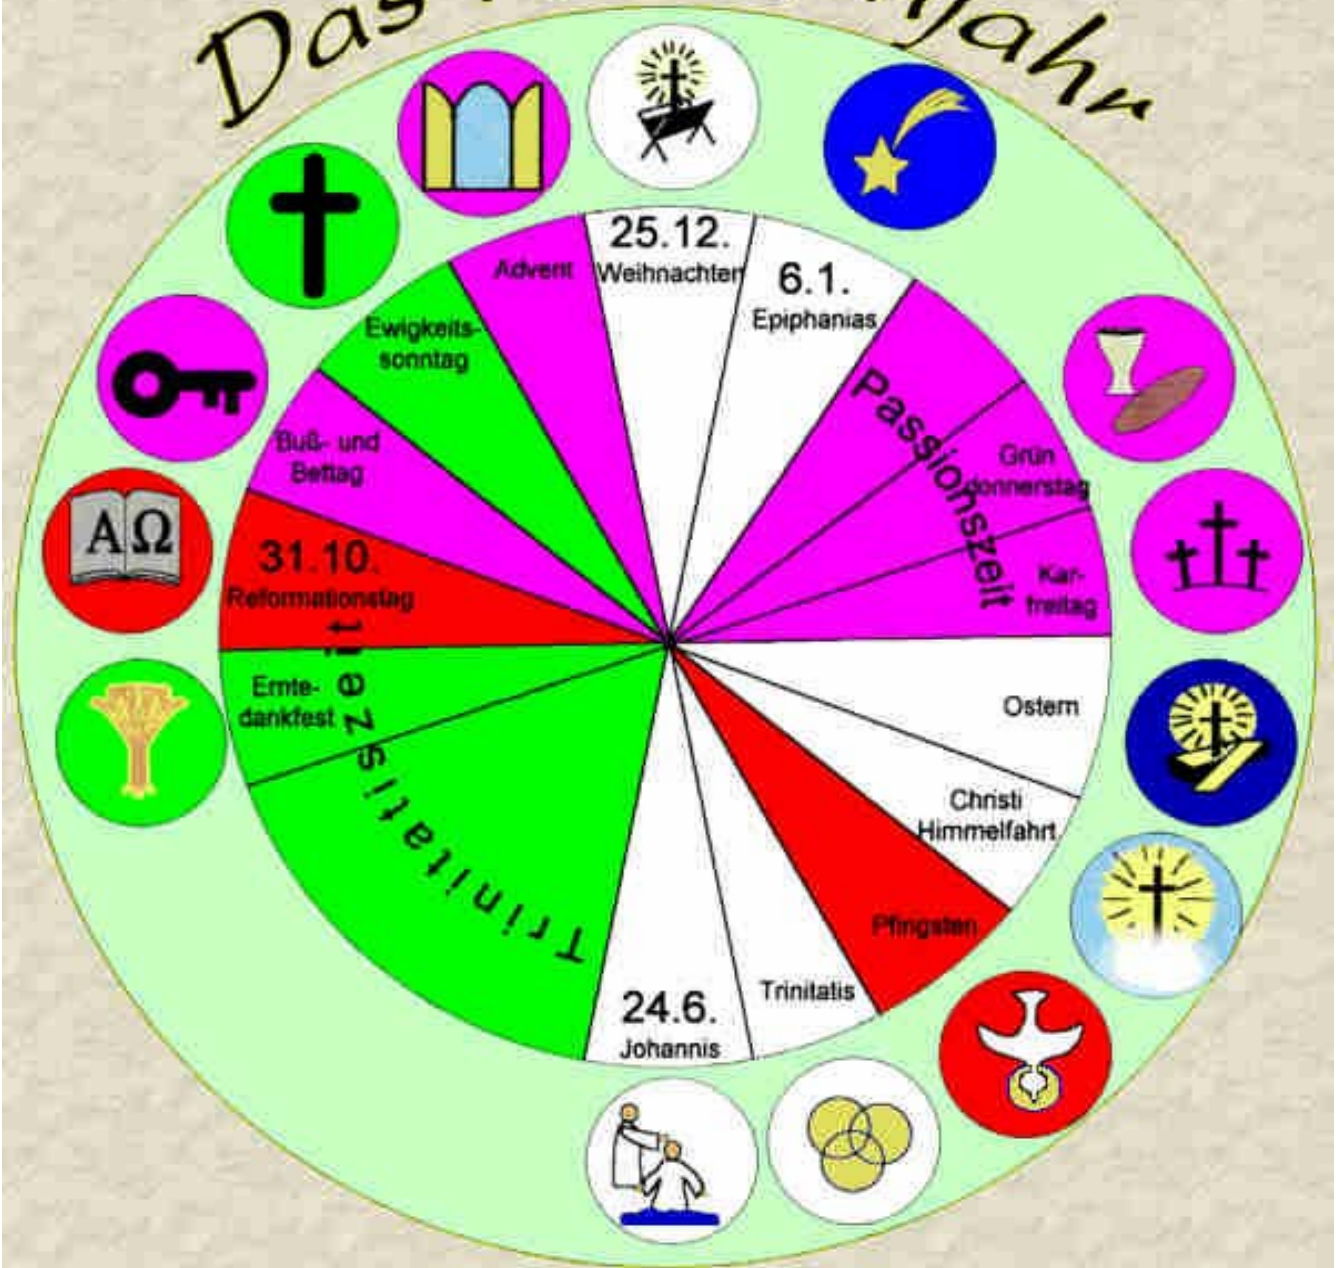 Das
jahr
25.12.
Weihnachten
6.1.
Epiphanias
Passionszeit
Grün
donnerstag
Kar-
freitag
Ostern
Christi
Himmelfahrt
Pfingsten
Trinitatis
24.6.
Johannis
Trinitatiszeit
Ernte-
dankfest
31.10.
Reformationstag
Buß- und
Bettag
Ewigkeits-
sonntag
Advent
Α Ω